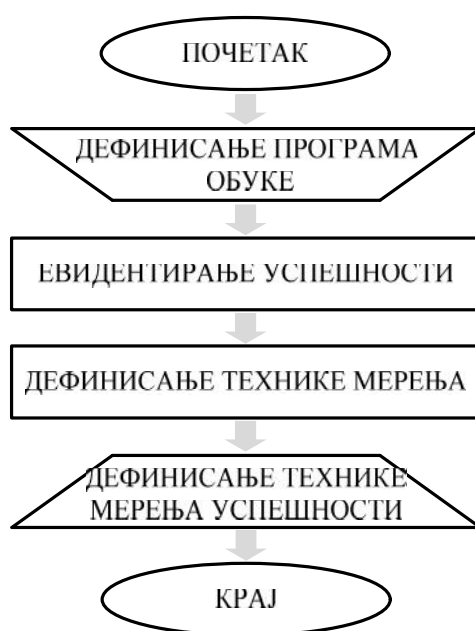 ПОЧЕТАК
ДЕФИНИСАЊЕ ПРОГРАМА
ОБУКЕ
ЕВИДЕНТИРАЊЕ УСПЕШНОСТИ
ДЕФИНИСАЊЕ ТЕХНИКЕ МЕРЕЊА
ДЕФИНИСАЊЕ ТЕХНИКЕ
МЕРЕЊА УСПЕШНОСТИ
КРАЈ